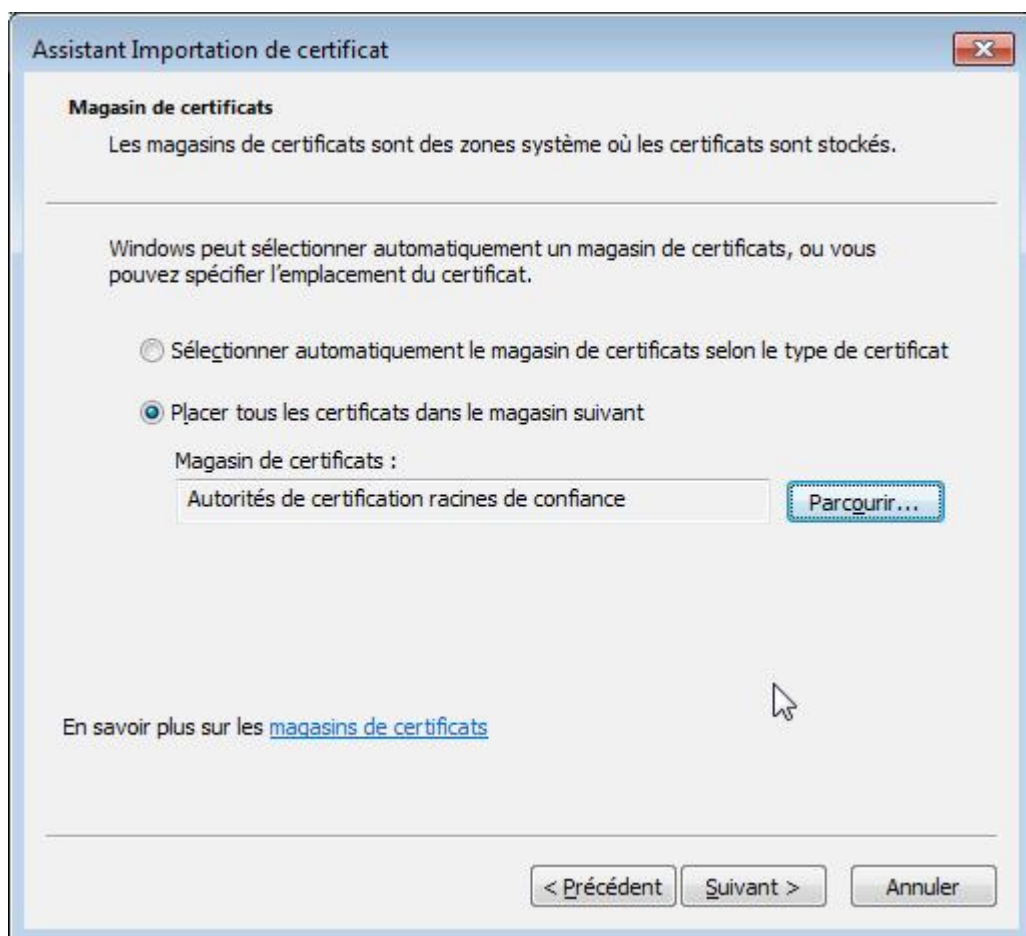 Assistant Importation de certificat
Magasin de certificats
Les magasins de certificats sont des zones système où les certificats sont stockés.
Windows peut sélectionner automatiquement un magasin de certificats, ou vous
pouvez spécifier l'emplacement du certificat.
Sélectionner automatiquement le magasin de certificats selon le type de certificat
Placer tous les certificats dans le magasin suivant
Magasin de certificats :
Autorités de certification racines de confiance
Parcourir...
En savoir plus sur les magasins de certificats
< Précédent
Suivant >
Annuler